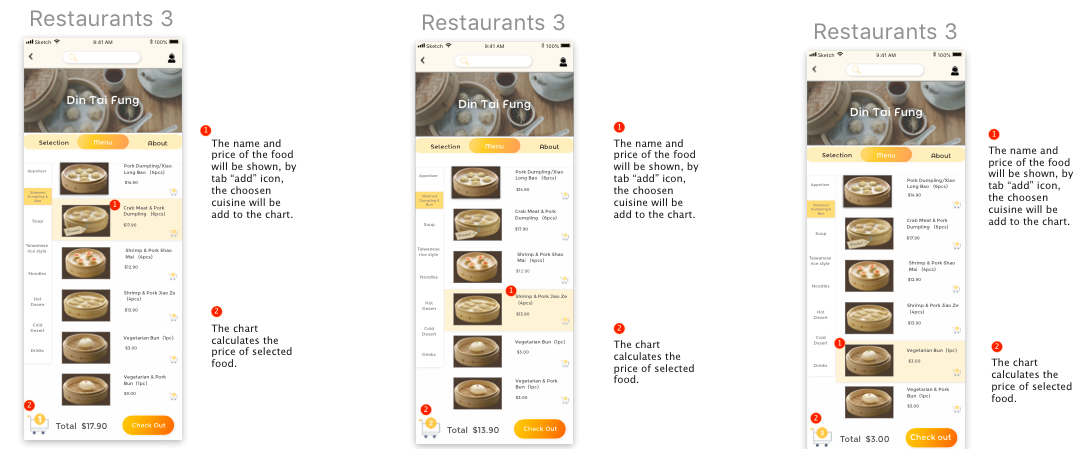 Restaurants 3
Sketch 9:41 AM 100%
Din Tai Fung
Selection Menu About
Appetizer
Steamed
Dumpling &
Bun
Soup
Taiwanese
rice style
Noodles
Hot
Desert
Cold
Desert
Drinks
Pork Dumpling/Xiao
Long Bao (6pcs)
$14.90
1
Crab Meat & Pork
Dumpling (6pcs)
$17.90
Shrimp & Pork Shao
Mai (4pcs)
$12.90
Shrimp & Pork Jiao Ze
(4pcs)
$13.90
Vegetarian Bun (1pc)
$3.00
Vegetarian & Pork
Bun (1pc)
$3.00
2
1
Total $17.90 Check Out
1
The name and
price of the food
will be shown, by
tab “add” icon,
the choosen
cuisine will be
add to the chart.
2
The chart
calculates the
price of selected
food.
Restaurants 3
Sketch 9:41 AM 100%
Din Tai Fung
Selection Menu About
Appetizer
Steamed
Dumpling &
Bun
Soup
Taiwanese
rice style
Noodles
Hot
Desert
Cold
Desert
Drinks
Pork Dumpling/Xiao
Long Bao (6pcs)
$14.90
Crab Meat & Pork
Dumpling (6pcs)
$17.90
Shrimp & Pork Shao
Mai (4pcs)
$12.90
1
Shrimp & Pork Jiao Ze
(4pcs)
$13.90
Vegetarian Bun (1pc)
$3.00
Vegetarian & Pork
Bun (1pc)
$3.00
2
Total $13.90 Check Out
1
The name and
price of the food
will be shown, by
tab “add” icon,
the choosen
cuisine will be
add to the chart.
2
The chart
calculates the
price of selected
food.
Restaurants 3
Sketch 9:41 AM 100%
Din Tai Fung
Selection Menu About
Appetizer
Steamed
Dumpling &
Bun
Soup
Taiwanese
rice style
Noodles
Hot
Desert
Cold
Desert
Drinks
Pork Dumpling/Xiao
Long Bao (6pcs)
$14.90
Crab Meat & Pork
Dumpling (6pcs)
$17.90
Shrimp & Pork Shao
Mai (4pcs)
$12.90
Shrimp & Pork Jiao Ze
(4pcs)
$13.90
1
Vegetarian Bun (1pc)
$3.00
Vegetarian & Pork
Bun (1pc)
$3.00
2
Total $3.00 Check out
1
The name and
price of the food
will be shown, by
tab “add” icon,
the choosen
cuisine will be
add to the chart.
2
The chart
calculates the
price of selected
food.